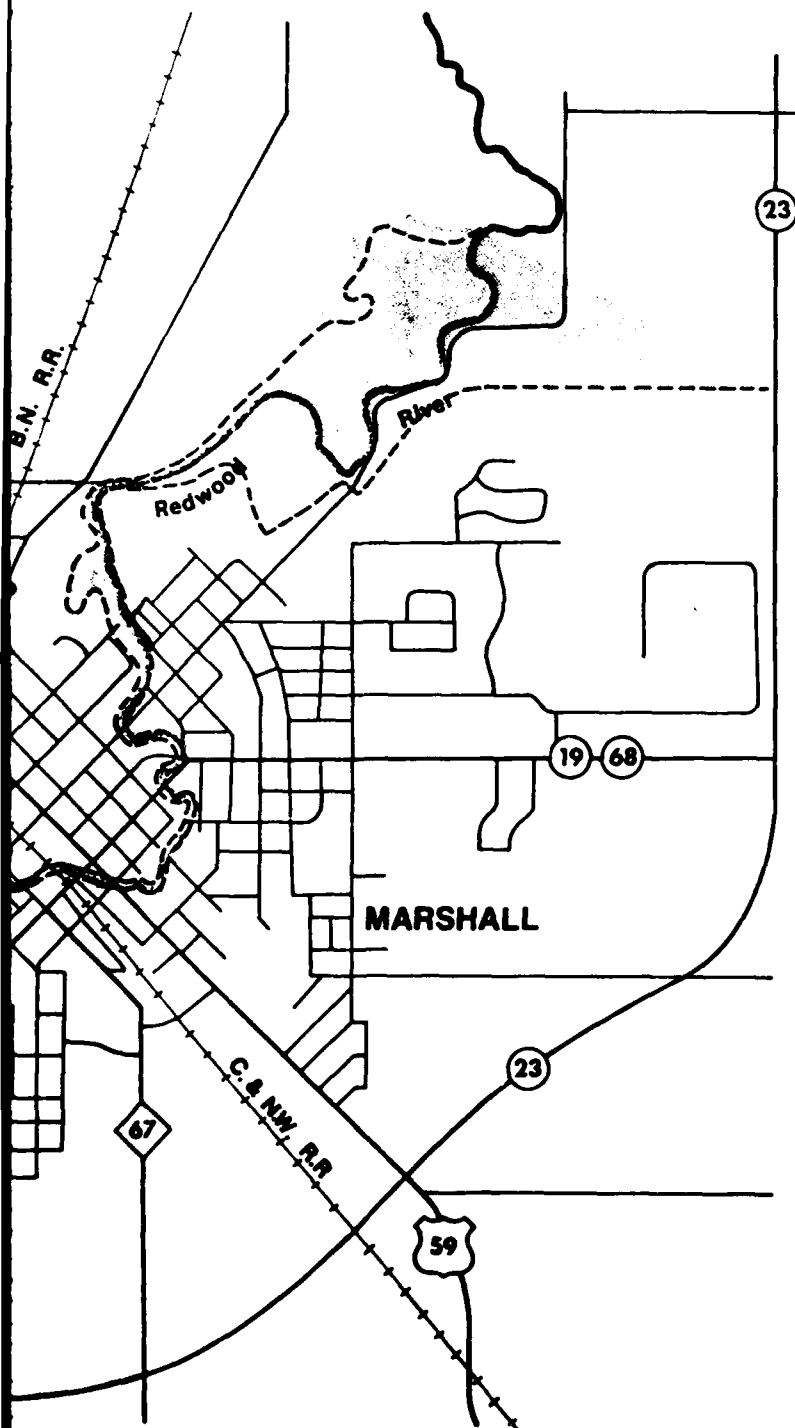 23
B.N. R.R.
River
Redwood
19
68
MARSHALL
23
C. & N.W. R.R
67
59